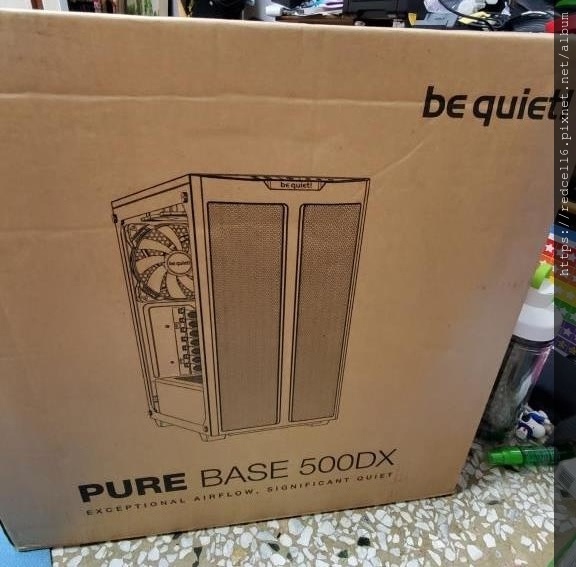 be quiet!
be quiet!
be quiet!
PURE BASE 500DX
EXCEPTIONAL AIRFLOW, SIGNIFICANT QUIET
https://redcell6.pixnet.net/album